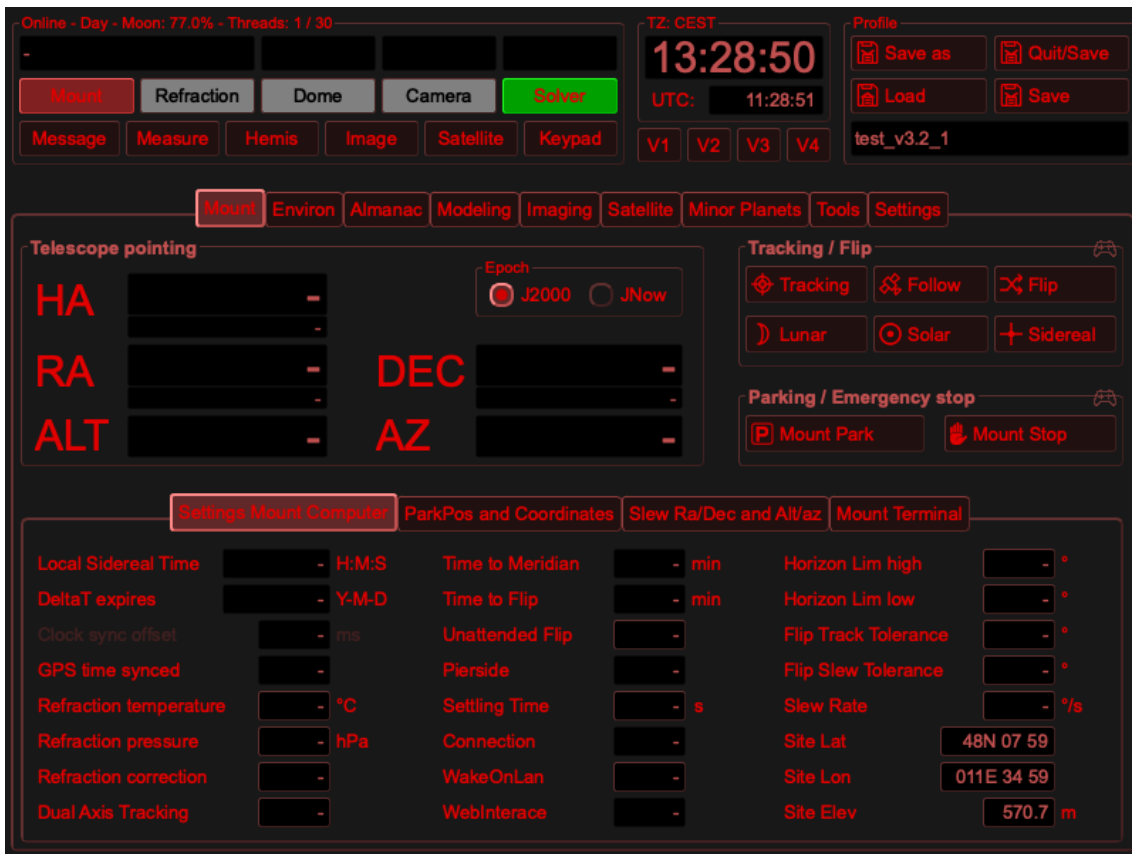 Online - Day - Moon: 77.0% - Threads: 1 / 30
-
Mount Refraction Dome Camera Solver
Message Measure Hemis Image Satellite Keypad
TZ: CEST
13:28:50
UTC: 11:28:51
V1 V2 V3 V4
Profile
Save as Quit/Save
Load Save
test_v3.2_1
Mount Environ Almanac Modeling Imaging Satellite Minor Planets Tools Settings
Telescope pointing
Epoch
J2000 JNow
HA -
-
RA - DEC -
- -
ALT - AZ -
Tracking / Flip
Tracking Follow Flip
Lunar Solar Sidereal
Parking / Emergency stop
P Mount Park Mount Stop
Settings Mount Computer ParkPos and Coordinates Slew Ra/Dec and Alt/az Mount Terminal
Local Sidereal Time - H:M:S Time to Meridian - min Horizon Lim high - °
DeltaT expires - Y-M-D Time to Flip - min Horizon Lim low - °
Clock sync offset - ms Unattended Flip - Flip Track Tolerance - °
GPS time synced - Pierside - Flip Slew Tolerance - °
Refraction temperature - °C Settling Time - s Slew Rate - °/s
Refraction pressure - hPa Connection - Site Lat 48N 07 59
Refraction correction - WakeOnLan - Site Lon 011E 34 59
Dual Axis Tracking - WebInterace - Site Elev 570.7 m